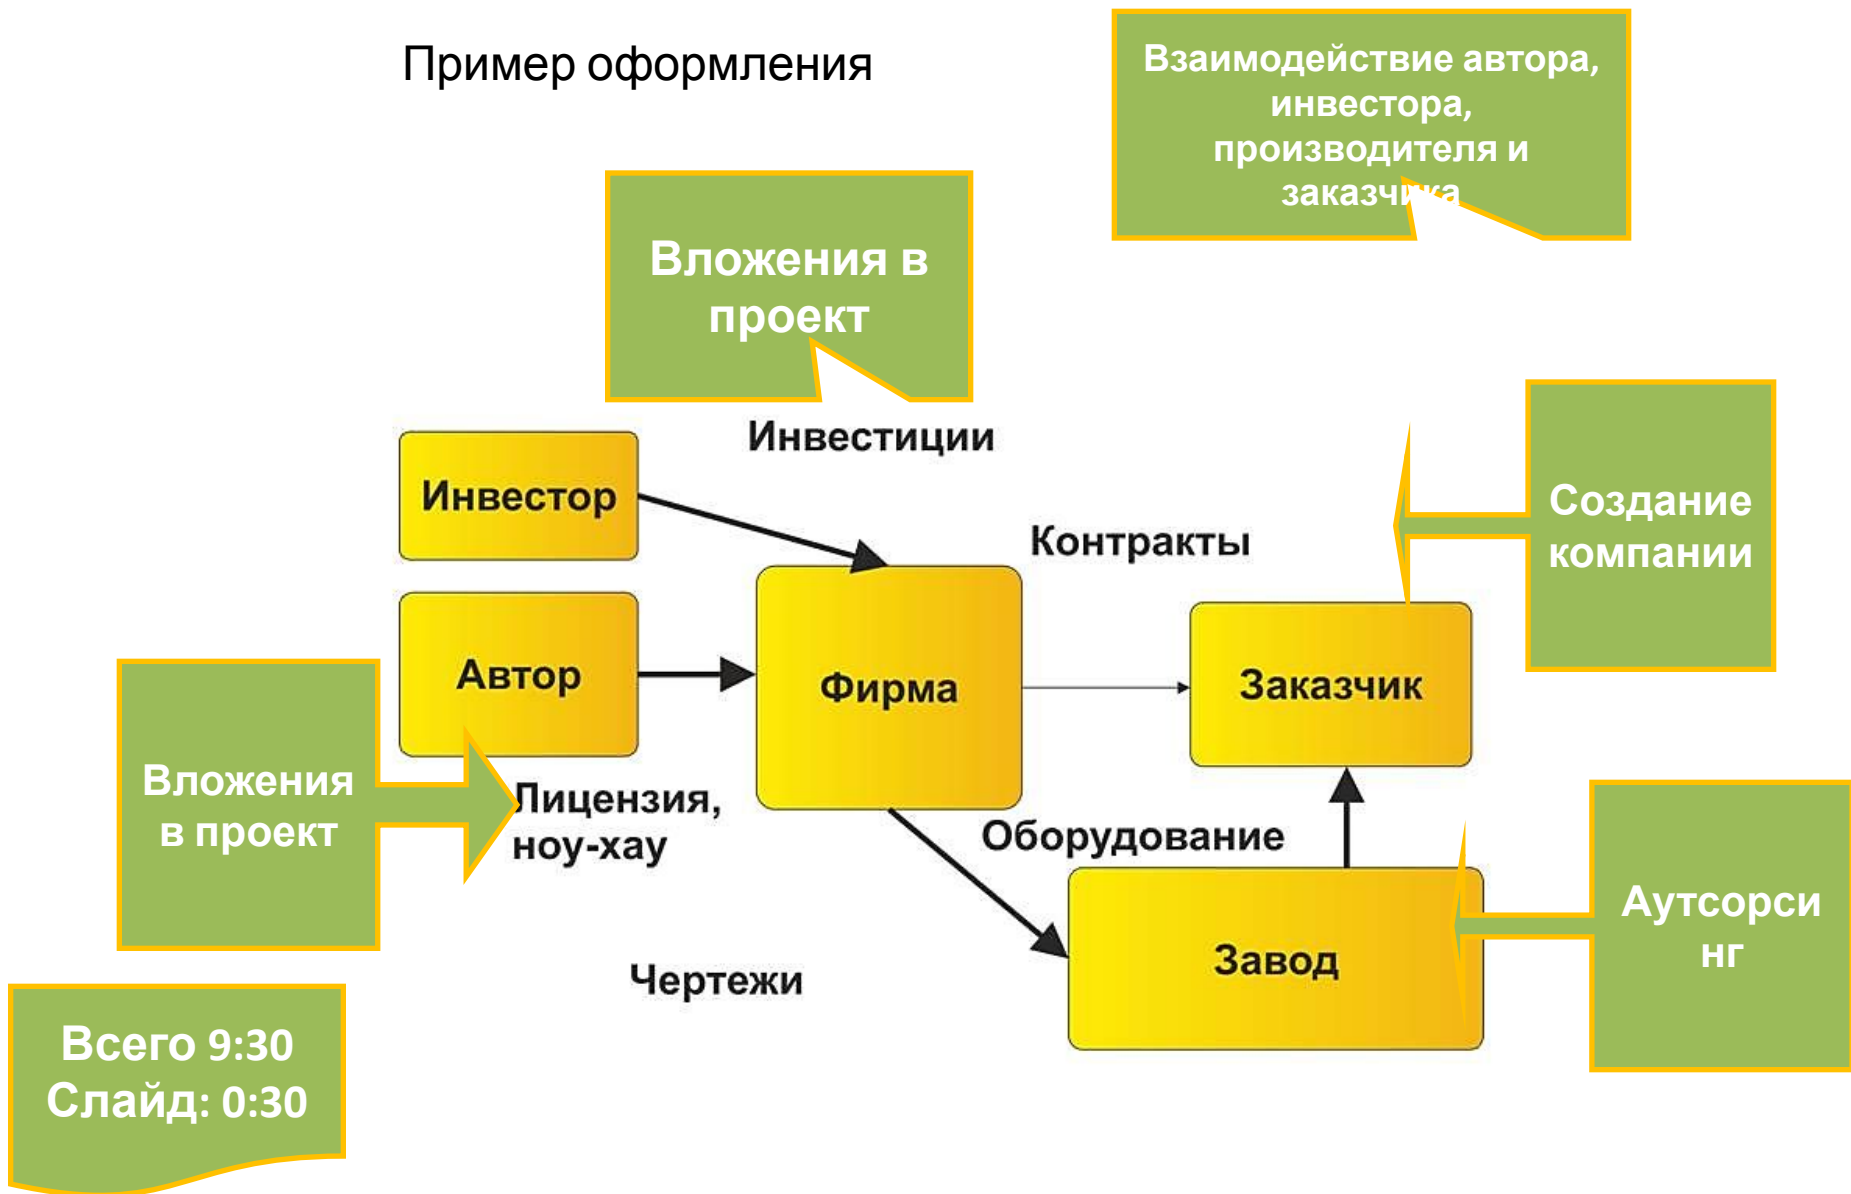 Пример оформления
Взаимодействие автора,
инвестора,
производителя и
заказчика
Вложения в
проект
Инвестиции
Инвестор
Контракты
Создание
компании
Автор
Фирма
Заказчик
Вложения
в проект
Лицензия,
ноу-хау
Оборудование
Аутсорси
нг
Завод
Чертежи
Всего 9:30
Слайд: 0:30